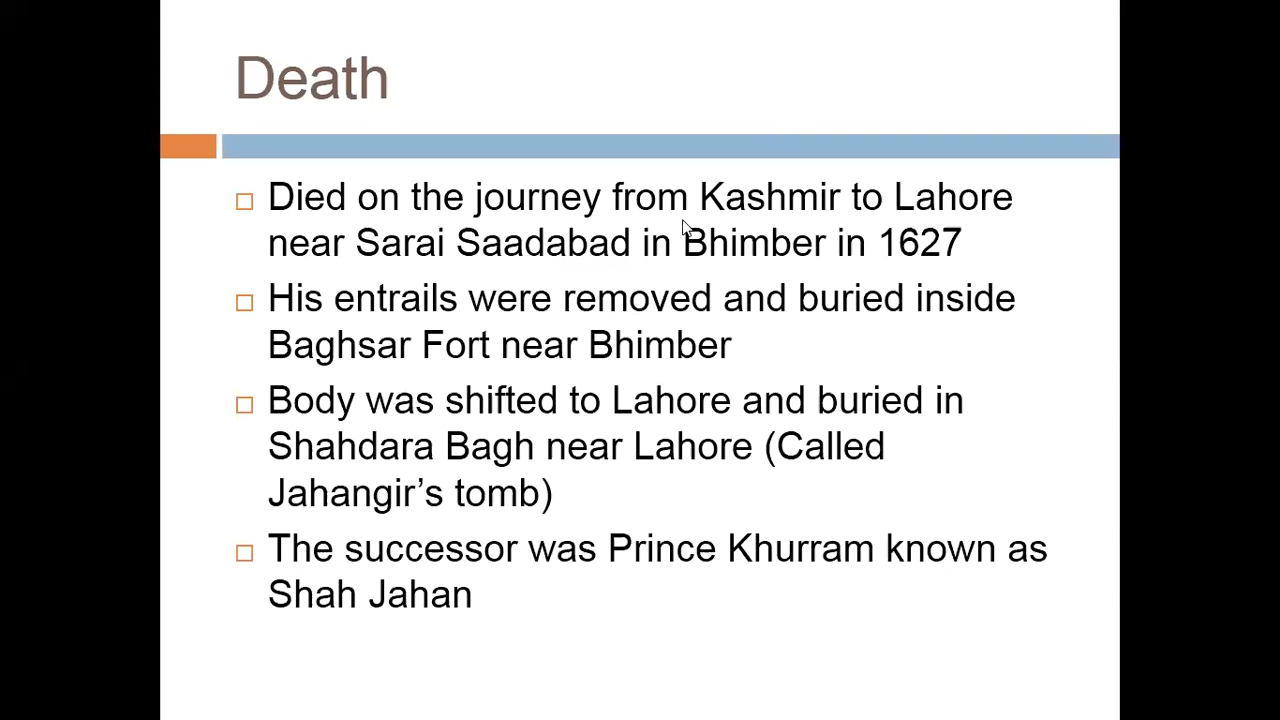 Death
Died on the journey from Kashmir to Lahore
near Sarai Saadabad in Bhimber in 1627
His entrails were removed and buried inside
Baghsar Fort near Bhimber
Body was shifted to Lahore and buried in
Shahdara Bagh near Lahore (Called
Jahangir’s tomb)
The successor was Prince Khurram known as
Shah Jahan